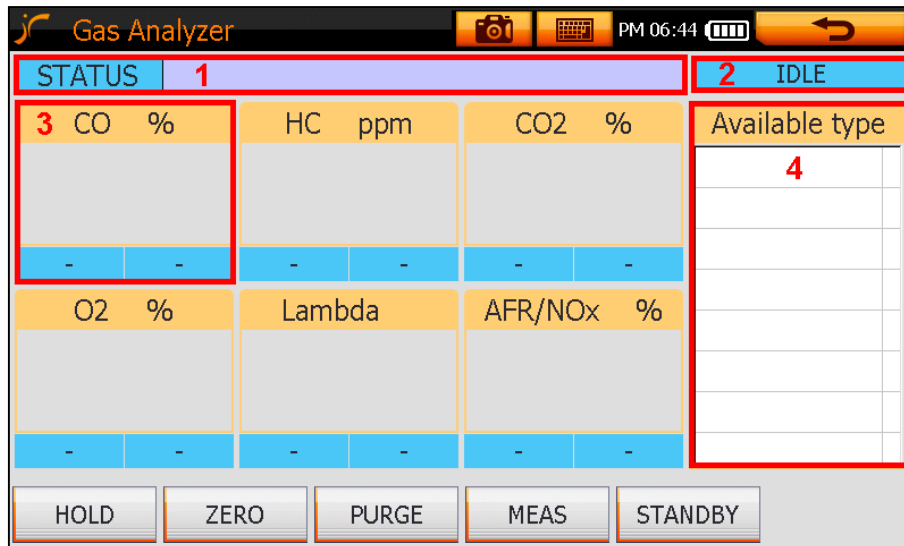 Gas Analyzer PM 06:44
STATUS 1 2 IDLE
3 CO % HC ppm CO2 % Available type
4
- - - - - -
O2 % Lambda AFR/NOx %
- - - - - -
HOLD ZERO PURGE MEAS STANDBY